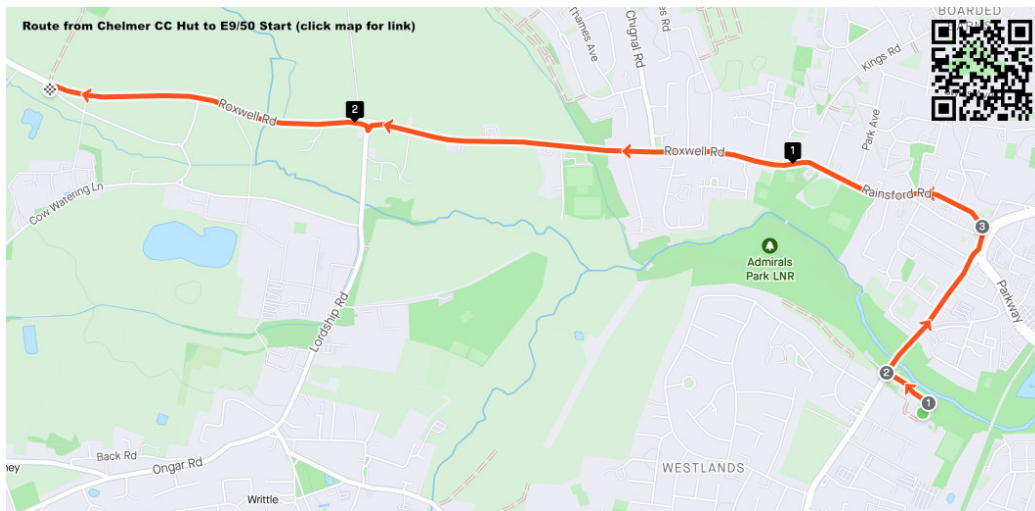 Route from Chelmer CC Hut to E9/50 Start (click map for link)
BOARDED
Thames Ave
Chignal Rd
Kings Rd
Park Ave
2
1
Roxwell Rd
Roxwell Rd
Rainsford Rd
Cow Watering Ln
3
Admirals
Park LNR
Parkway
Lordship Rd
2
1
Back Rd
Ongar Rd
WESTLANDS
Writtle